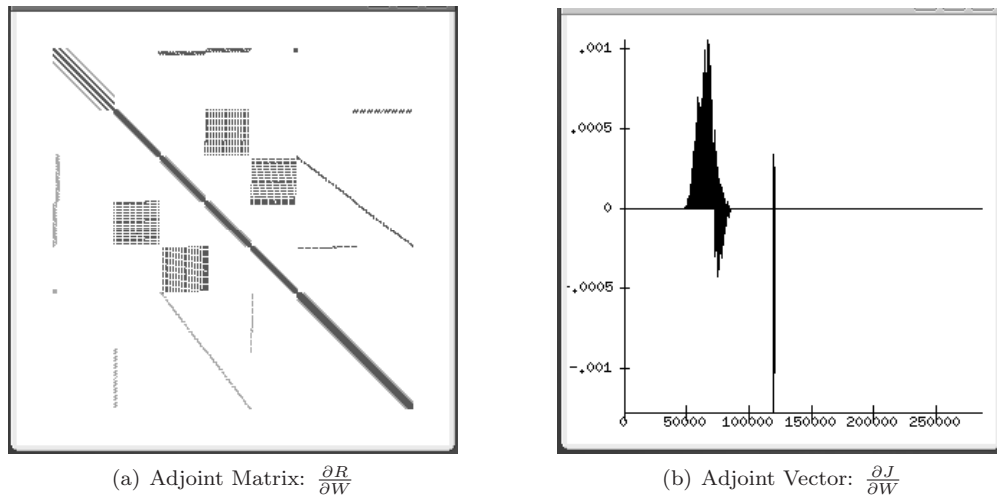 .001
.0005
0
-.0005
-.001
0 50000 100000 150000 200000 250000
(a) Adjoint Matrix: ∂R/∂W
(b) Adjoint Vector: ∂J/∂W